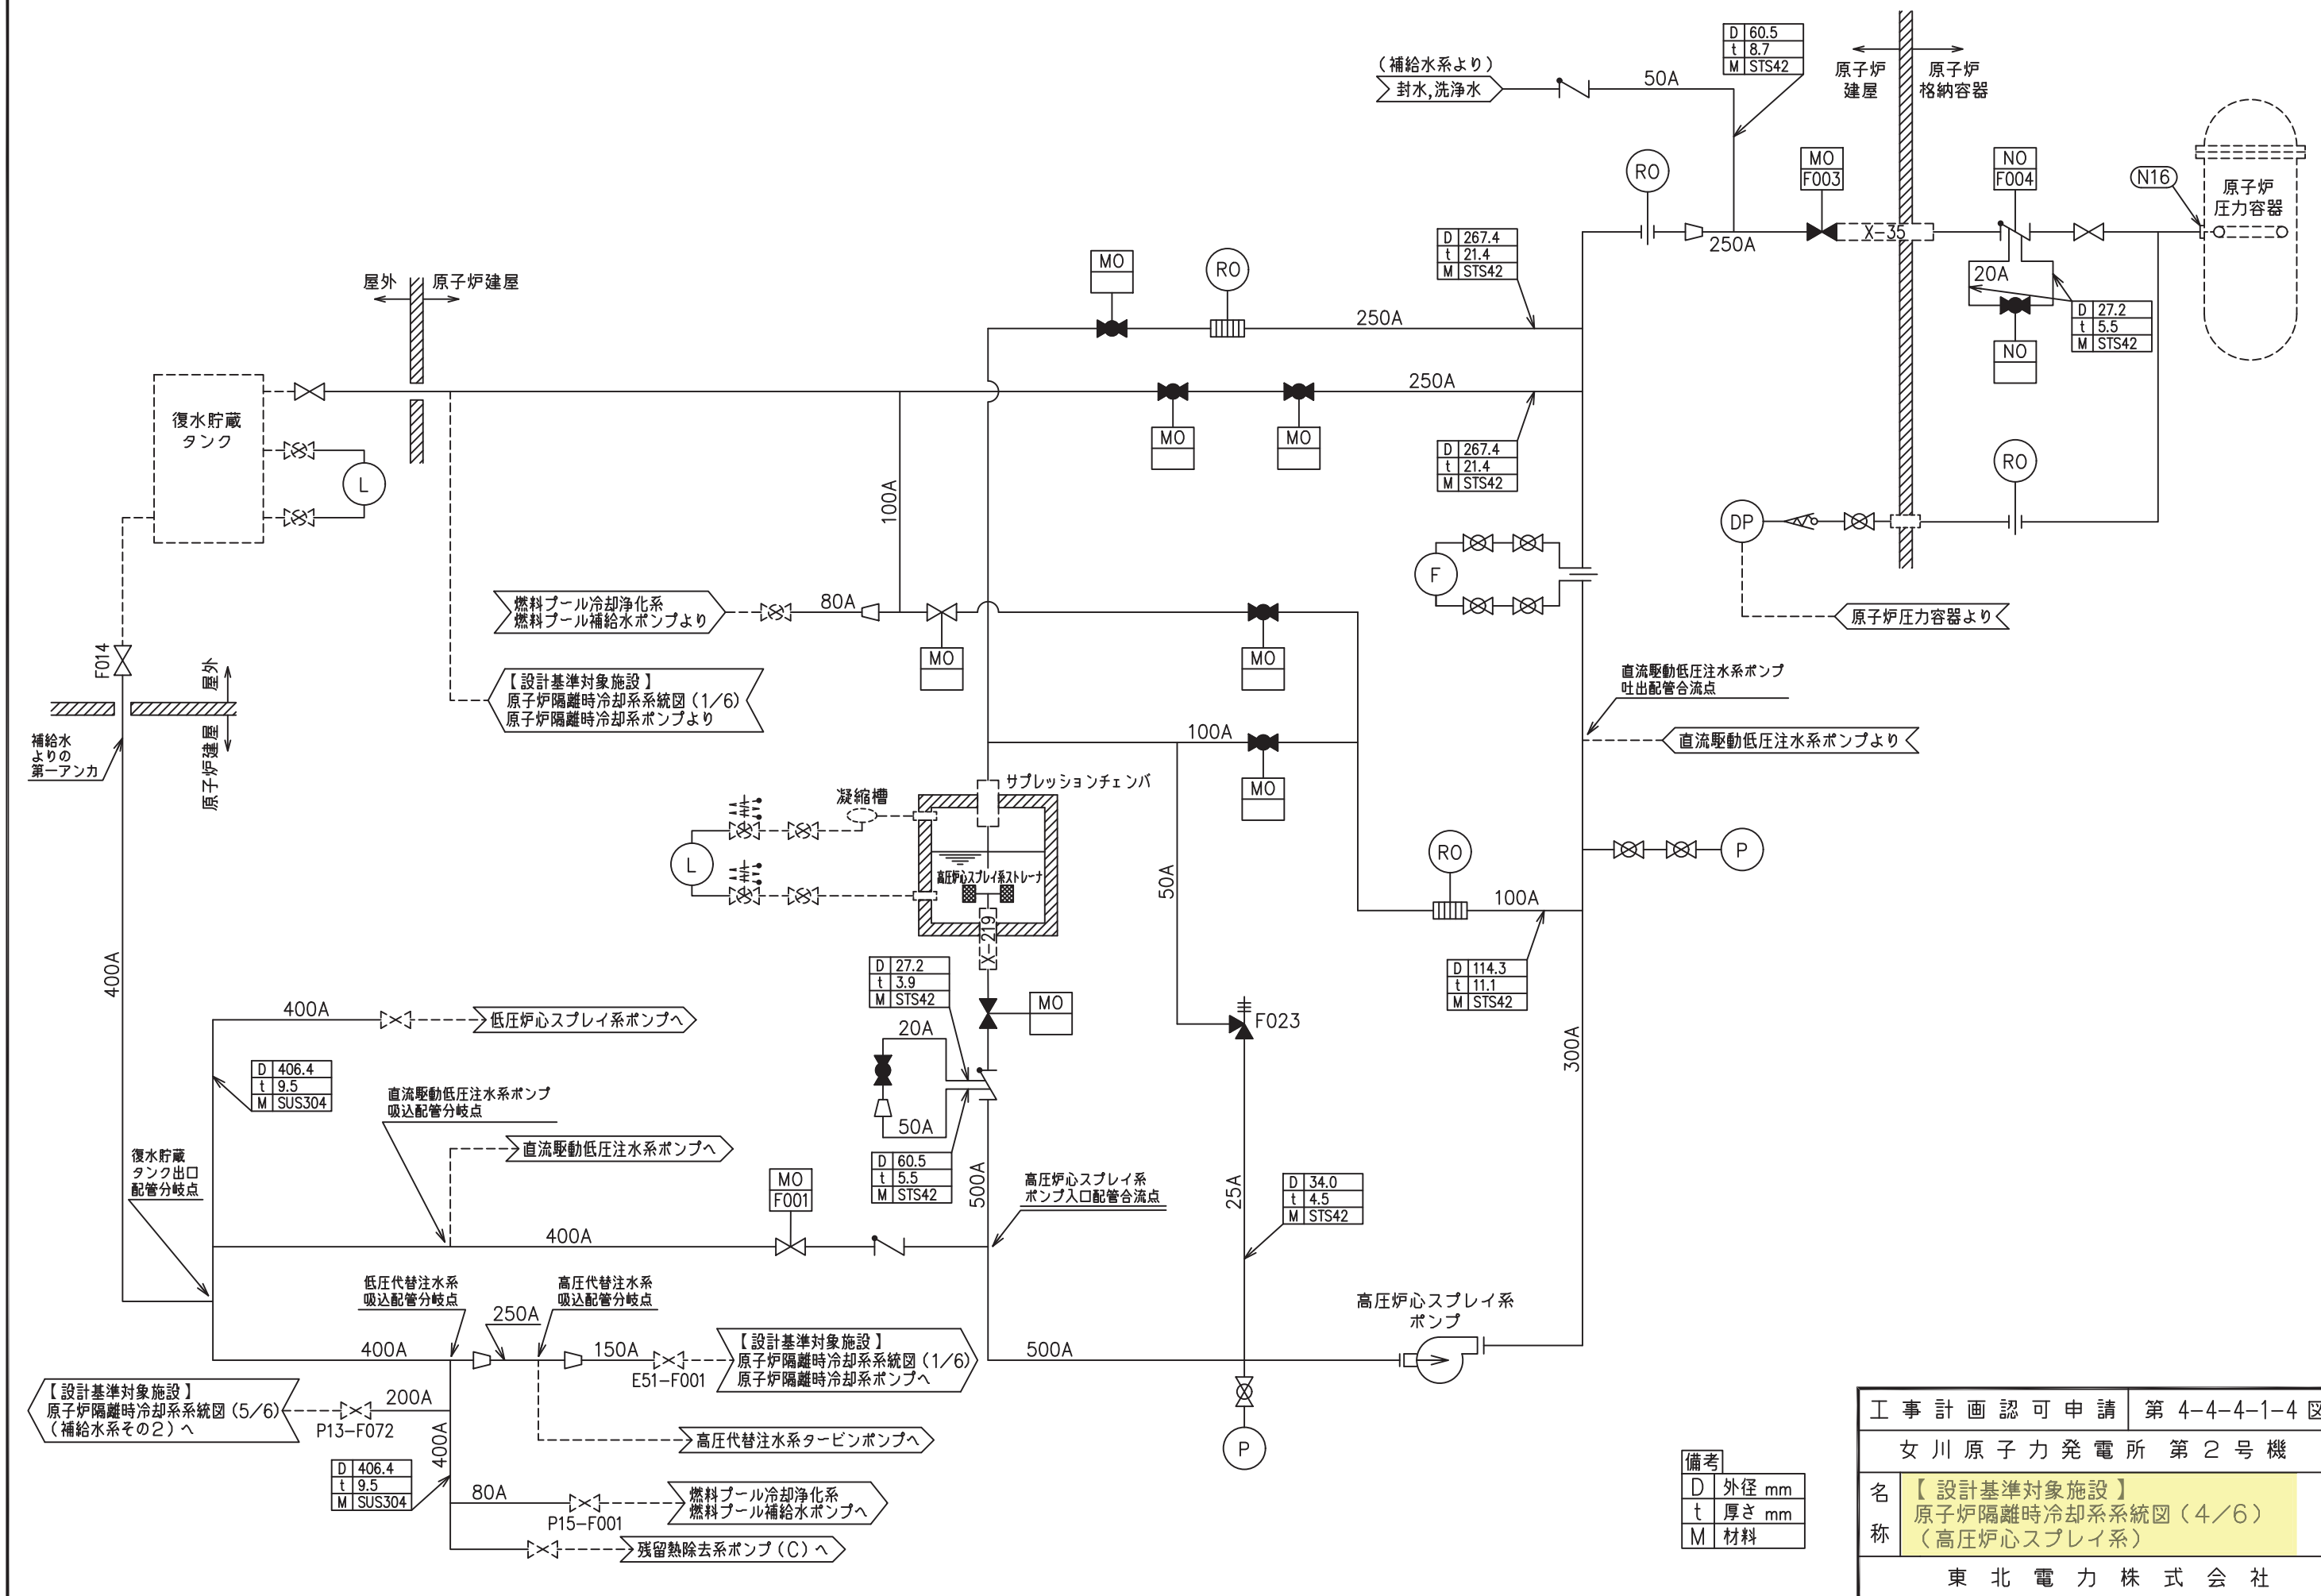 (補給水系より)
封水,洗浄水
50A
D 60.5
t 8.7
M STS42
原子炉
建屋
原子炉
格納容器
RO
MO
F003
NO
F004
N16
原子炉
圧力容器
250A
X-35
20A
D 27.2
t 5.5
M STS42
NO
屋外
原子炉建屋
MO
RO
250A
D 267.4
t 21.4
M STS42
250A
MO
MO
D 267.4
t 21.4
M STS42
復水貯蔵
タンク
L
100A
RO
DP
F
原子炉圧力容器より
燃料プール冷却浄化系
燃料プール補給水ポンプより
80A
MO
MO
F014
屋外
原子炉建屋
【設計基準対象施設】
原子炉隔離時冷却系系統図(1/6)
原子炉隔離時冷却系ポンプより
直流駆動低圧注水系ポンプ
吐出配管合流点
直流駆動低圧注水系ポンプより
補給水
よりの
第一アンカ
100A
MO
サプレッションチェンバ
凝縮槽
L
高圧炉心スプレイ系ストレーナ
X-219
50A
RO
100A
P
D 114.3
t 11.1
M STS42
400A
D 27.2
t 3.9
M STS42
MO
F023
300A
400A
低圧炉心スプレイ系ポンプへ
20A
50A
D 406.4
t 9.5
M SUS304
直流駆動低圧注水系ポンプ
吸込配管分岐点
直流駆動低圧注水系ポンプへ
D 60.5
t 5.5
M STS42
500A
高圧炉心スプレイ系
ポンプ入口配管合流点
25A
D 34.0
t 4.5
M STS42
復水貯蔵
タンク出口
配管分岐点
MO
F001
400A
低圧代替注水系
吸込配管分岐点
高圧代替注水系
吸込配管分岐点
250A
400A
150A
E51-F001
【設計基準対象施設】
原子炉隔離時冷却系系統図(1/6)
原子炉隔離時冷却系ポンプへ
500A
高圧炉心スプレイ系
ポンプ
【設計基準対象施設】
原子炉隔離時冷却系系統図(5/6)
(補給水系その2)へ
200A
P13-F072
400A
高圧代替注水系タービンポンプへ
P
D 406.4
t 9.5
M SUS304
80A
P15-F001
燃料プール冷却浄化系
燃料プール補給水ポンプへ
残留熱除去系ポンプ(C)へ
備考
D 外径 mm
t 厚さ mm
M 材料
工事計画認可申請 第4-4-4-1-4図
女川原子力発電所 第2号機
名称
【設計基準対象施設】
原子炉隔離時冷却系系統図(4/6)
(高圧炉心スプレイ系)
東北電力株式会社